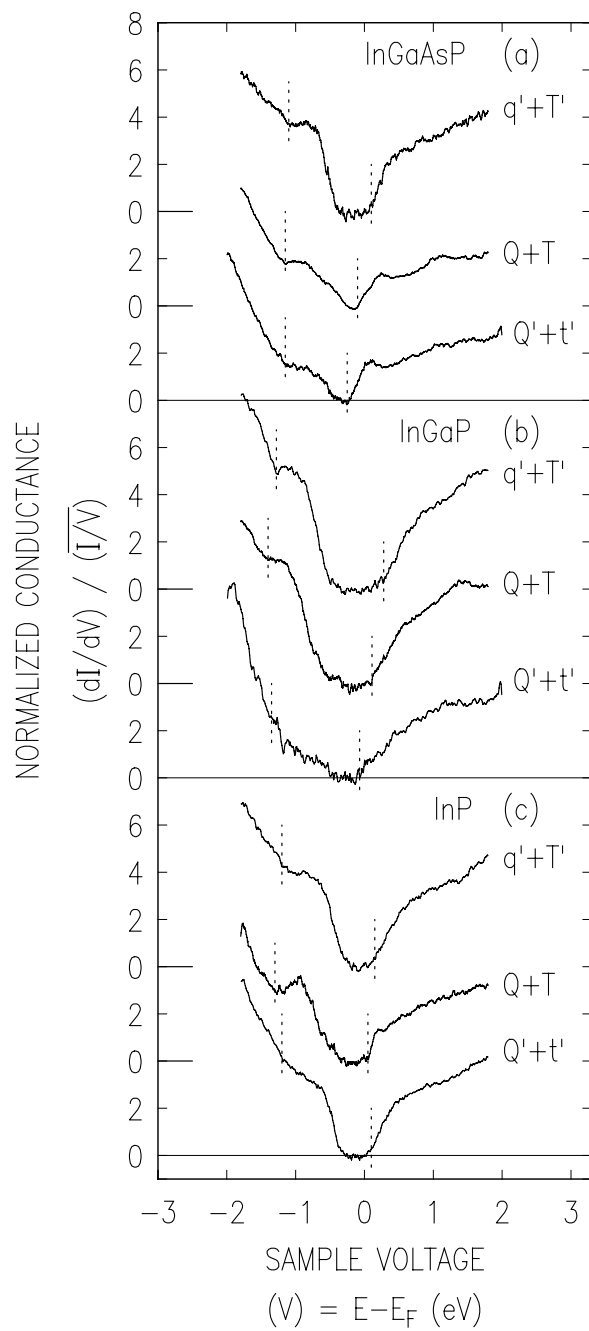 8
InGaAsP (a)
6
q'+T'
4
2
0
Q+T
2
0
Q'+t'
2
0
InGaP (b)
6
q'+T'
4
2
0
Q+T
2
0
Q'+t'
2
0
InP (c)
6
q'+T'
4
2
0
Q+T
2
0
Q'+t'
2
0
NORMALIZED CONDUCTANCE
(dI/dV) / (I/V)
−3 −2 −1 0 1 2 3
SAMPLE VOLTAGE
(V) = E−EF (eV)